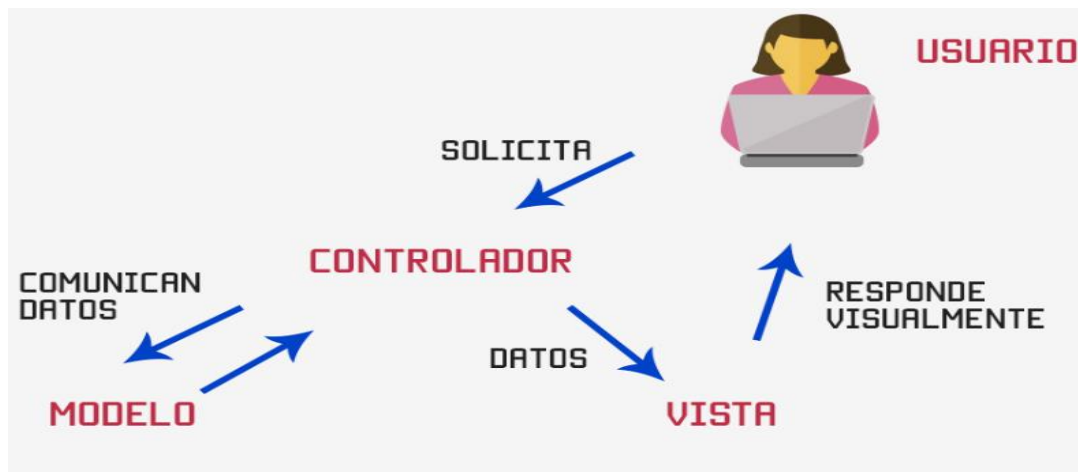 USUARIO
SOLICITA
CONTROLADOR
COMUNICAN
DATOS
RESPONDE
VISUALMENTE
DATOS
MODELO
VISTA